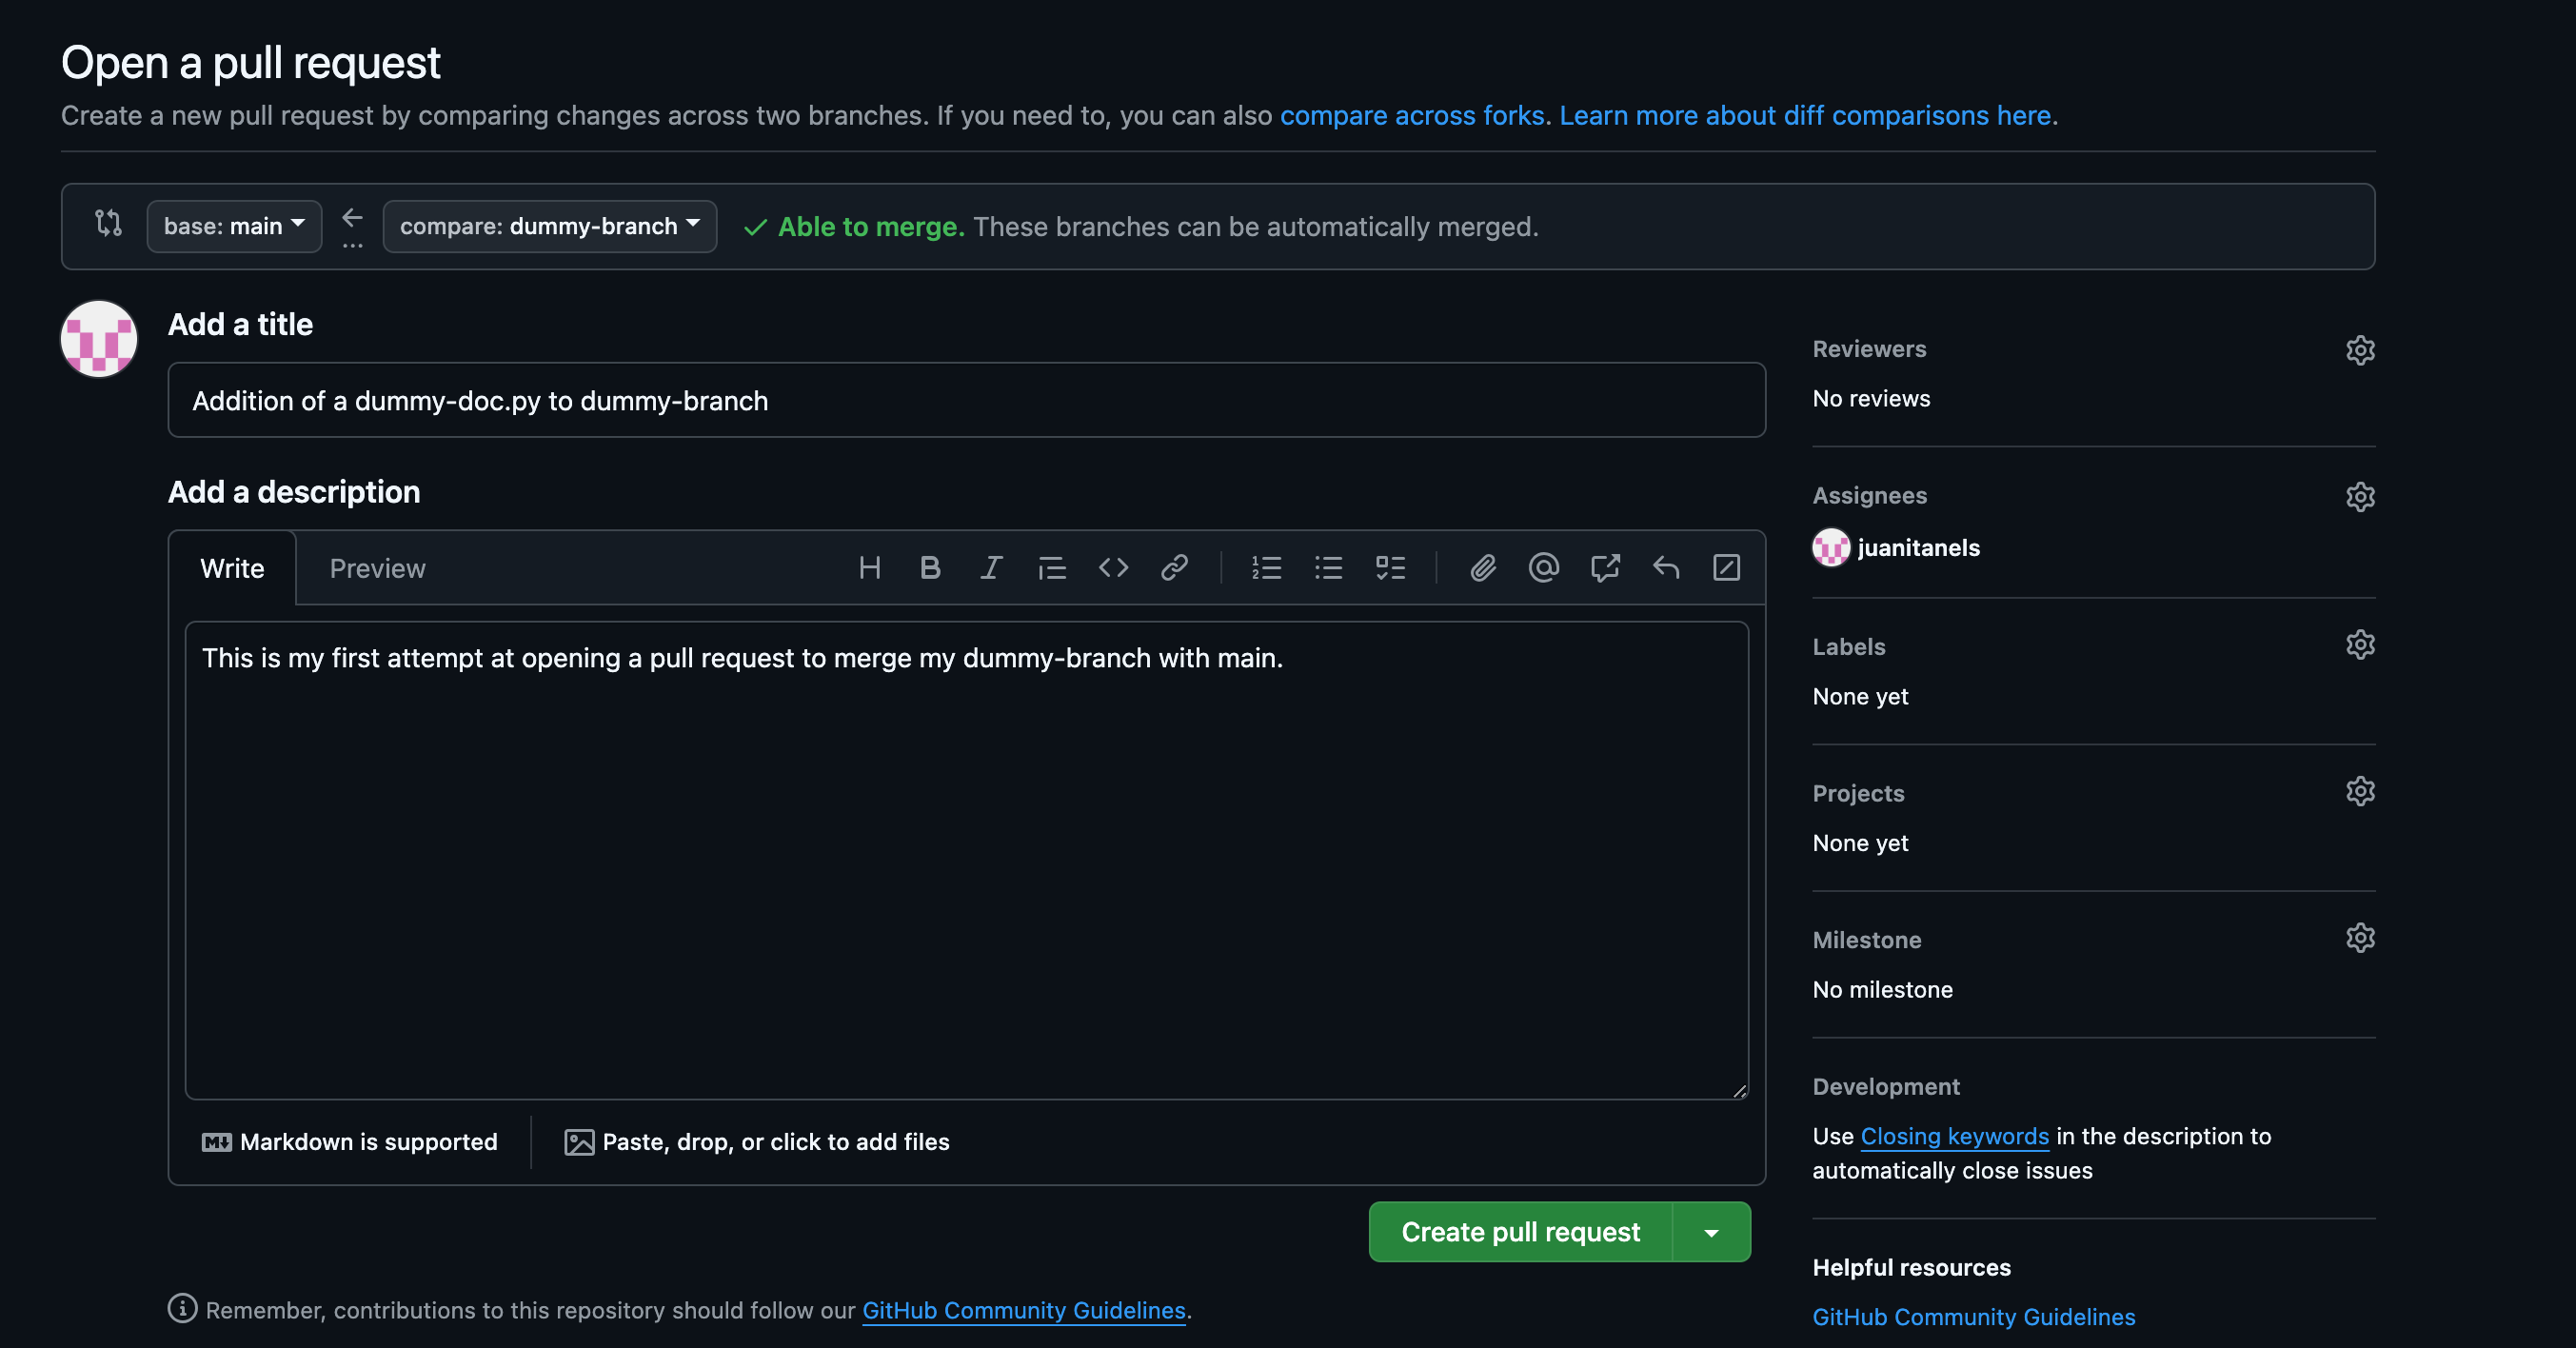 Open a pull request
Create a new pull request by comparing changes across two branches. If you need to, you can also compare across forks. Learn more about diff comparisons here.
base: main
compare: dummy-branch
Able to merge. These branches can be automatically merged.
Add a title
Addition of a dummy-doc.py to dummy-branch
Add a description
Write
Preview
This is my first attempt at opening a pull request to merge my dummy-branch with main.
Markdown is supported
Paste, drop, or click to add files
Create pull request
Remember, contributions to this repository should follow our GitHub Community Guidelines.
Reviewers
No reviews
Assignees
juanitanels
Labels
None yet
Projects
None yet
Milestone
No milestone
Development
Use Closing keywords in the description to
automatically close issues
Helpful resources
GitHub Community Guidelines